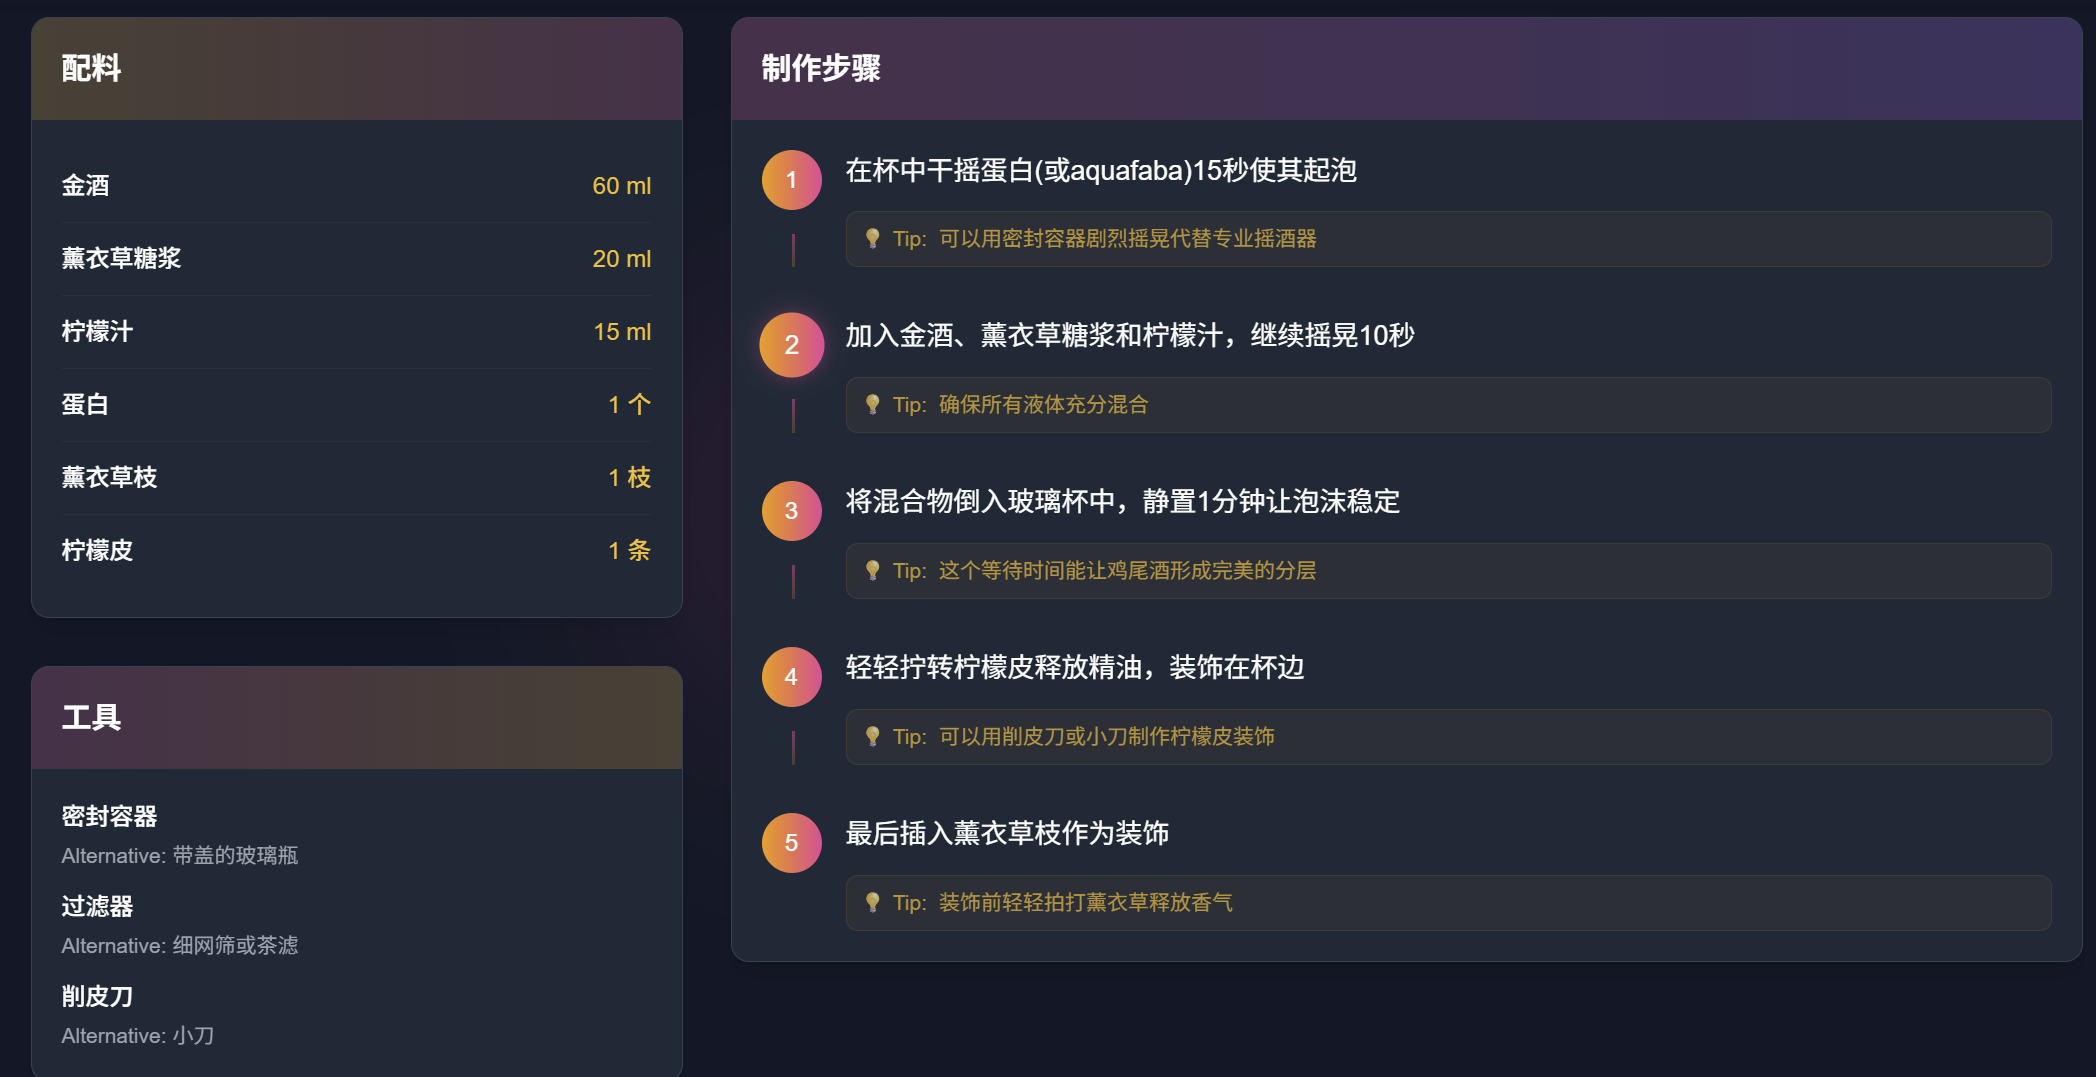 配料
金酒 60 ml
薰衣草糖浆 20 ml
柠檬汁 15 ml
蛋白 1 个
薰衣草枝 1 枝
柠檬皮 1 条
工具
密封容器
Alternative: 带盖的玻璃瓶
过滤器
Alternative: 细网筛或茶滤
削皮刀
Alternative: 小刀
制作步骤
1 在杯中干摇蛋白(或aquafaba)15秒使其起泡
Tip: 可以用密封容器剧烈摇晃代替专业摇酒器
2 加入金酒、薰衣草糖浆和柠檬汁，继续摇晃10秒
Tip: 确保所有液体充分混合
3 将混合物倒入玻璃杯中，静置1分钟让泡沫稳定
Tip: 这个等待时间能让鸡尾酒形成完美的分层
4 轻轻拧转柠檬皮释放精油，装饰在杯边
Tip: 可以用削皮刀或小刀制作柠檬皮装饰
5 最后插入薰衣草枝作为装饰
Tip: 装饰前轻轻拍打薰衣草释放香气